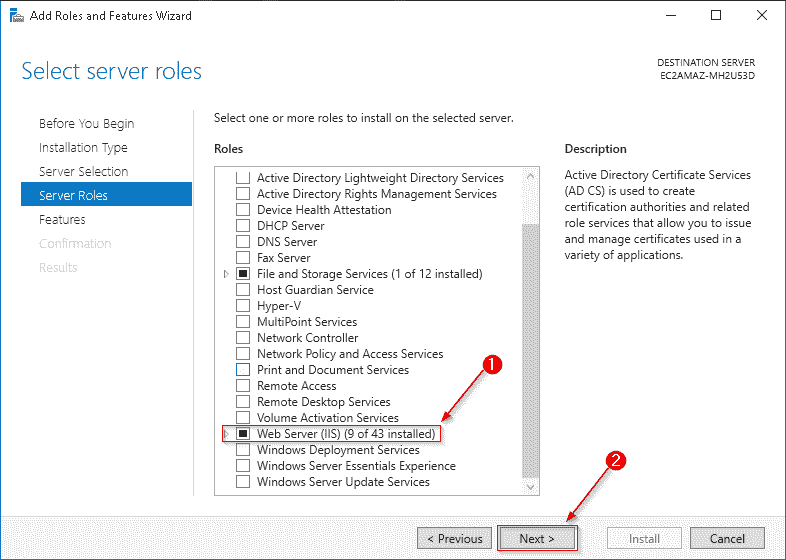 Add Roles and Features Wizard
Select server roles
DESTINATION SERVER
EC2AMAZ-MH2U53D
Before You Begin
Installation Type
Server Selection
Server Roles
Features
Confirmation
Results
Select one or more roles to install on the selected server.
Roles
Active Directory Lightweight Directory Services
Active Directory Rights Management Services
Device Health Attestation
DHCP Server
DNS Server
Fax Server
File and Storage Services (1 of 12 installed)
Host Guardian Service
Hyper-V
MultiPoint Services
Network Controller
Network Policy and Access Services
Print and Document Services
Remote Access
Remote Desktop Services
Volume Activation Services
Web Server (IIS) (9 of 43 installed)
Windows Deployment Services
Windows Server Essentials Experience
Windows Server Update Services
Description
Active Directory Certificate Services
(AD CS) is used to create
certification authorities and related
role services that allow you to issue
and manage certificates used in a
variety of applications.
1
2
< Previous
Next >
Install
Cancel